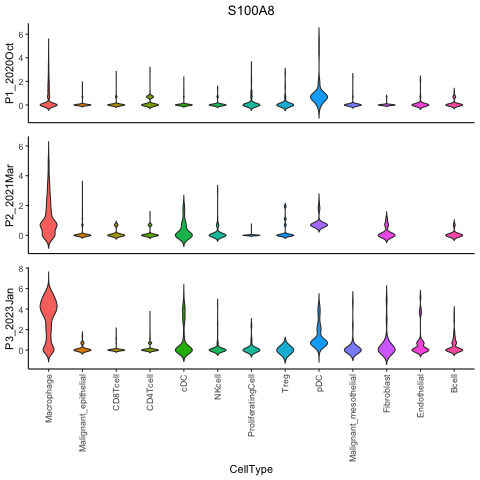 S100A8
P1_2020Oct
6
4
2
0
P2_2021Mar
6
4
2
0
P3_2023Jan
8
6
4
2
0
Macrophage
Malignant_epithelial
CD8Tcell
CD4Tcell
cDC
NKcell
ProliferatingCell
Treg
pDC
Malignant_mesothelial
Fibroblast
Endothelial
Bcell
CellType